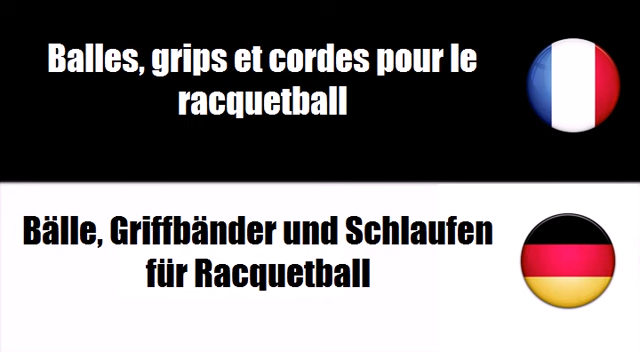 Balles, grips et cordes pour le
racquetball
Bälle, Griffbänder und Schlaufen
für Racquetball